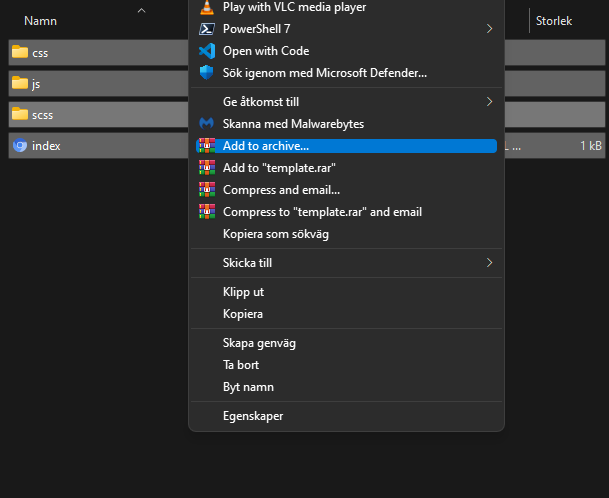 Namn
Storlek
css
js
scss
index
L ...
1 kB
Play with VLC media player
PowerShell 7
Open with Code
Sök igenom med Microsoft Defender...
Ge åtkomst till
Skanna med Malwarebytes
Add to archive...
Add to "template.rar"
Compress and email...
Compress to "template.rar" and email
Kopiera som sökväg
Skicka till
Klipp ut
Kopiera
Skapa genväg
Ta bort
Byt namn
Egenskaper